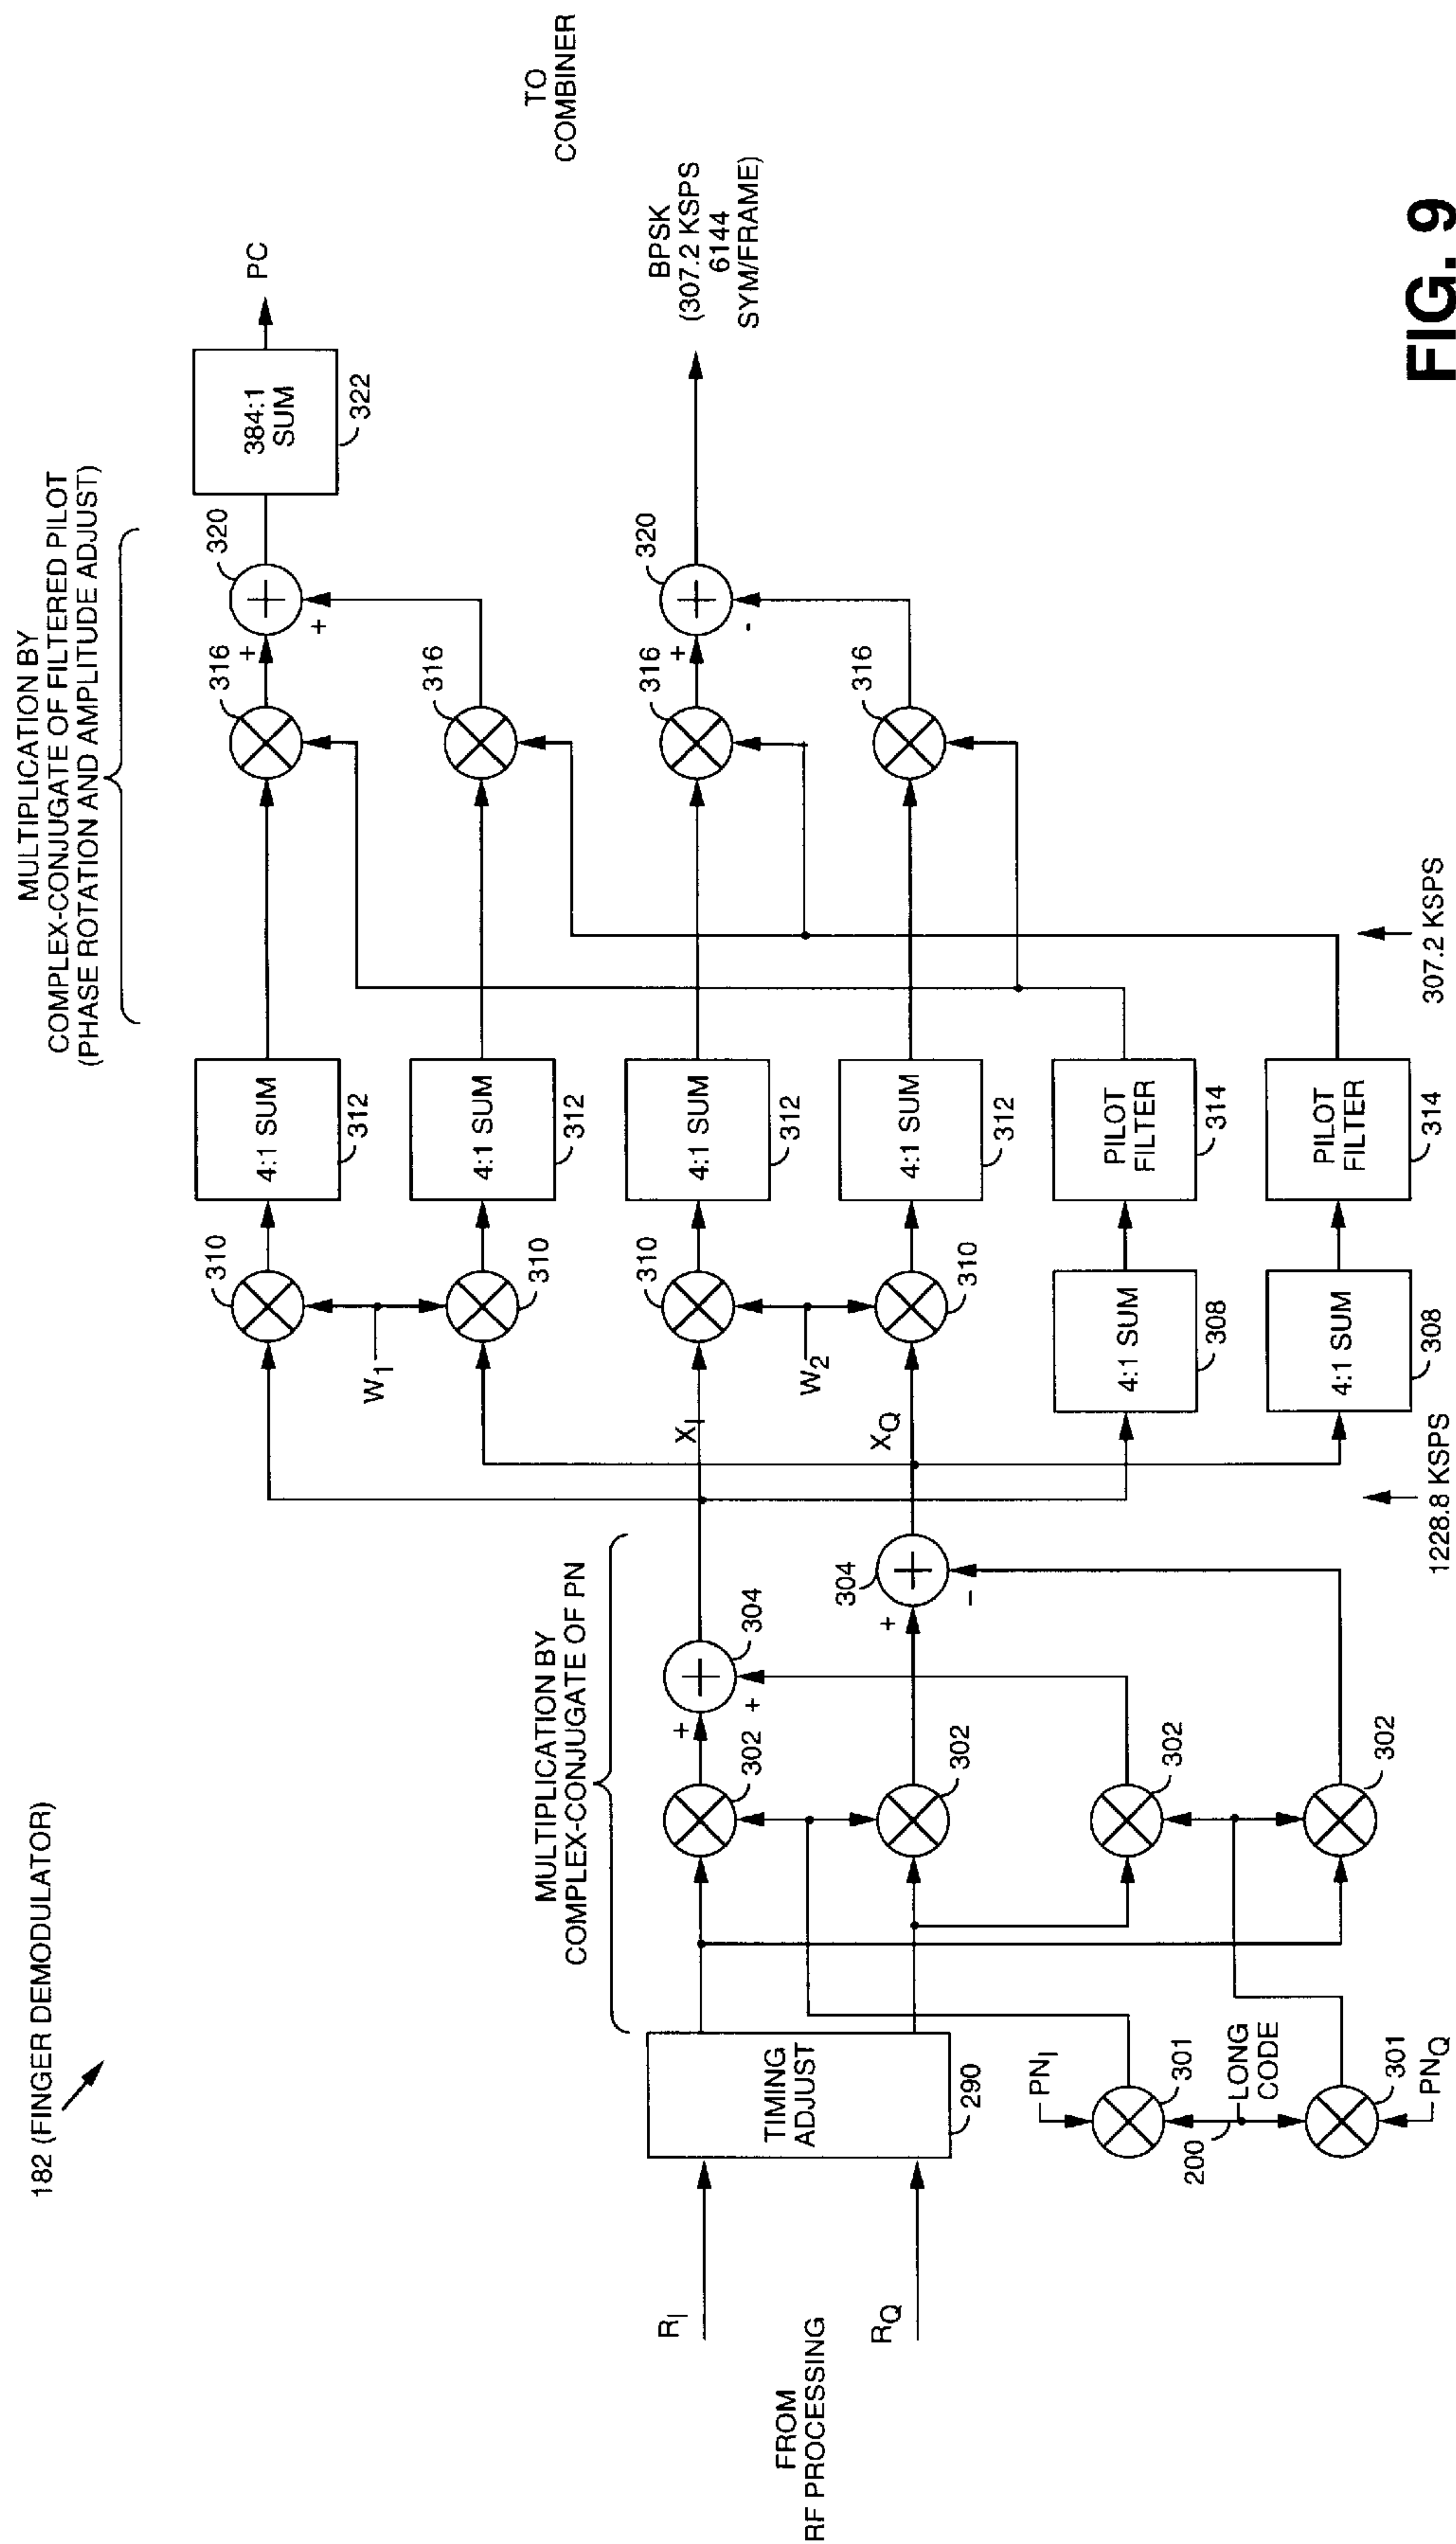 182 (FINGER DEMODULATOR)
FROM
RF PROCESSING
R_I
R_Q
TIMING
ADJUST
290
PN_I
301
200
LONG
CODE
301
PN_Q
MULTIPLICATION BY
COMPLEX-CONJUGATE OF PN
302
302
302
302
+
+
304
+
-
304
1228.8 KSPS
X_I
X_Q
W_1
W_2
310
310
310
310
4:1 SUM
308
4:1 SUM
308
4:1 SUM
312
4:1 SUM
312
4:1 SUM
312
4:1 SUM
312
PILOT
FILTER
314
PILOT
FILTER
314
307.2 KSPS
MULTIPLICATION BY
COMPLEX-CONJUGATE OF FILTERED PILOT
(PHASE ROTATION AND AMPLITUDE ADJUST)
316
316
316
316
+
+
320
+
-
320
384:1
SUM
322
PC
BPSK
(307.2 KSPS
6144
SYM/FRAME)
TO
COMBINER
FIG. 9